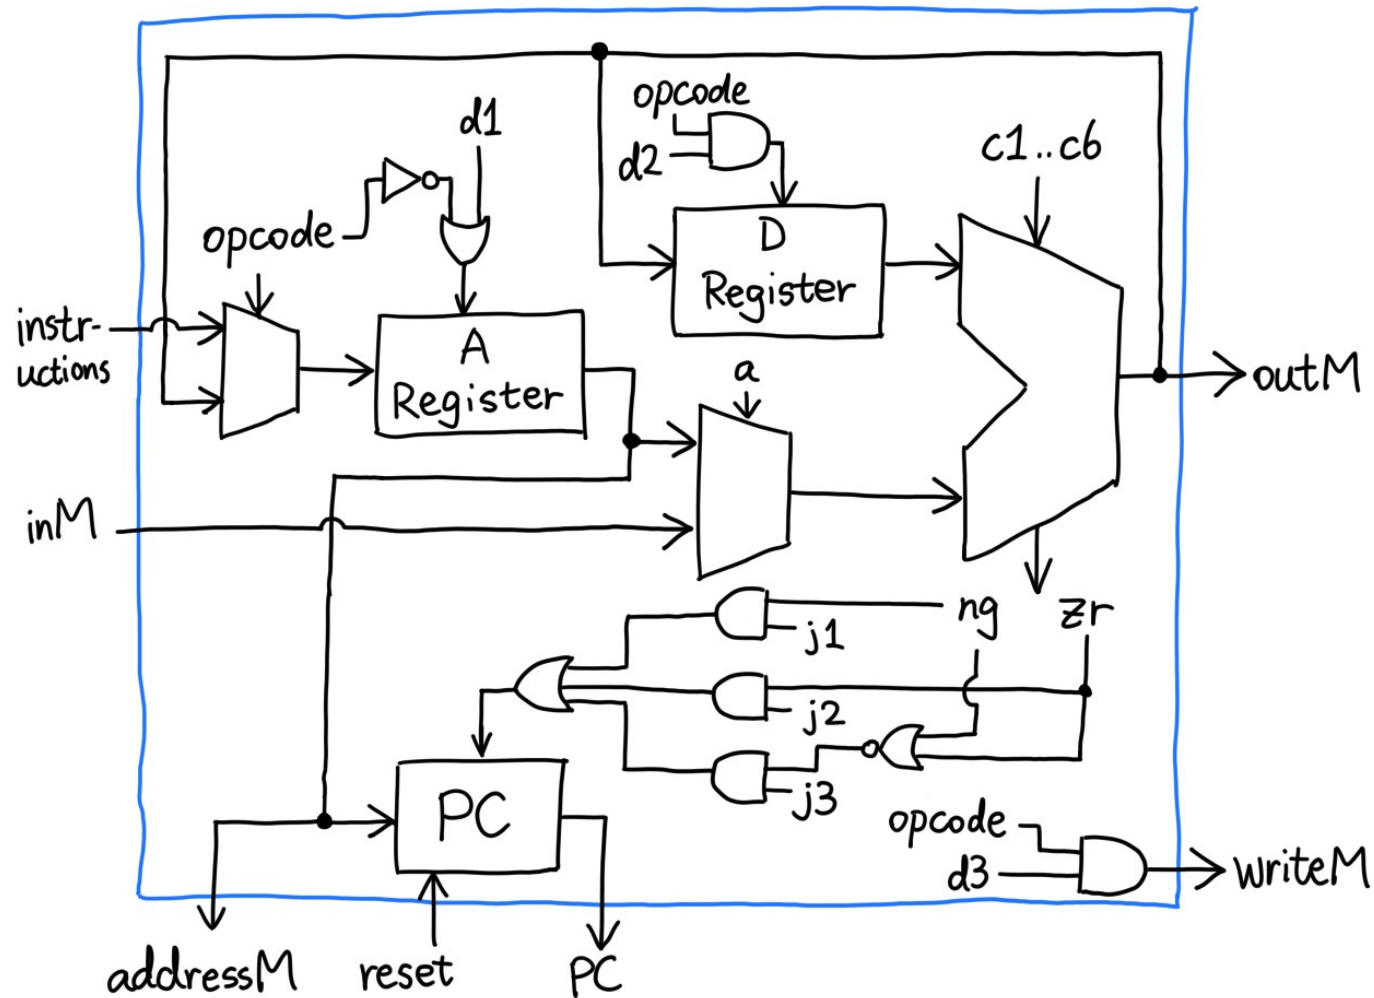 opcode
d1
d2
c1..c6
opcode
D
Register
instr-
uctions
A
Register
a
outM
inM
ng
zr
j1
j2
j3
PC
opcode
d3
writeM
addressM
reset
PC